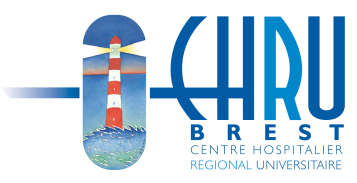 CHRU
BREST
CENTRE HOSPITALIER
REGIONAL UNIVERSITAIRE